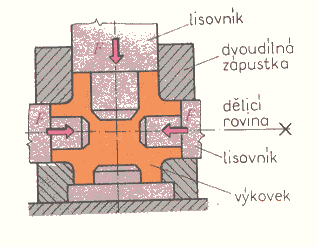 lisovník
dvoudílná
zápustka
dělicí
rovina
lisovník
výkovek